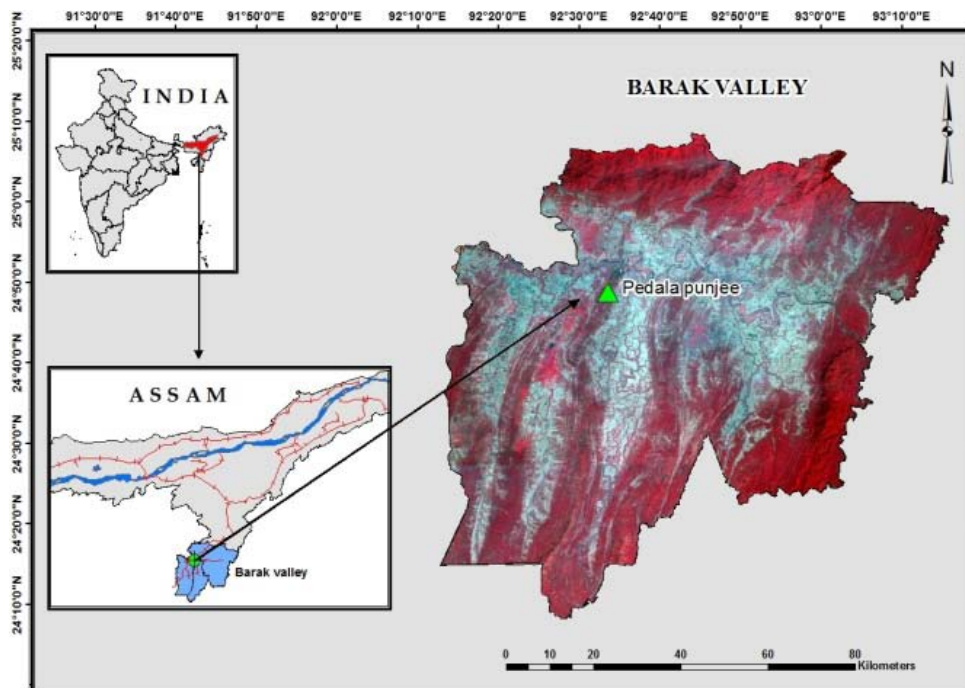 91°30'0"E 91°40'0"E 91°50'0"E 92°0'0"E 92°10'0"E 92°20'0"E 92°30'0"E 92°40'0"E 92°50'0"E 93°0'0"E 93°10'0"E
25°20'0"N
25°10'0"N
25°0'0"N
24°50'0"N
24°40'0"N
24°30'0"N
24°20'0"N
24°10'0"N
INDIA
BARAK VALLEY
N
Pedala punjee
ASSAM
Barak valley
0 10 20 40 60 80
Kilometers